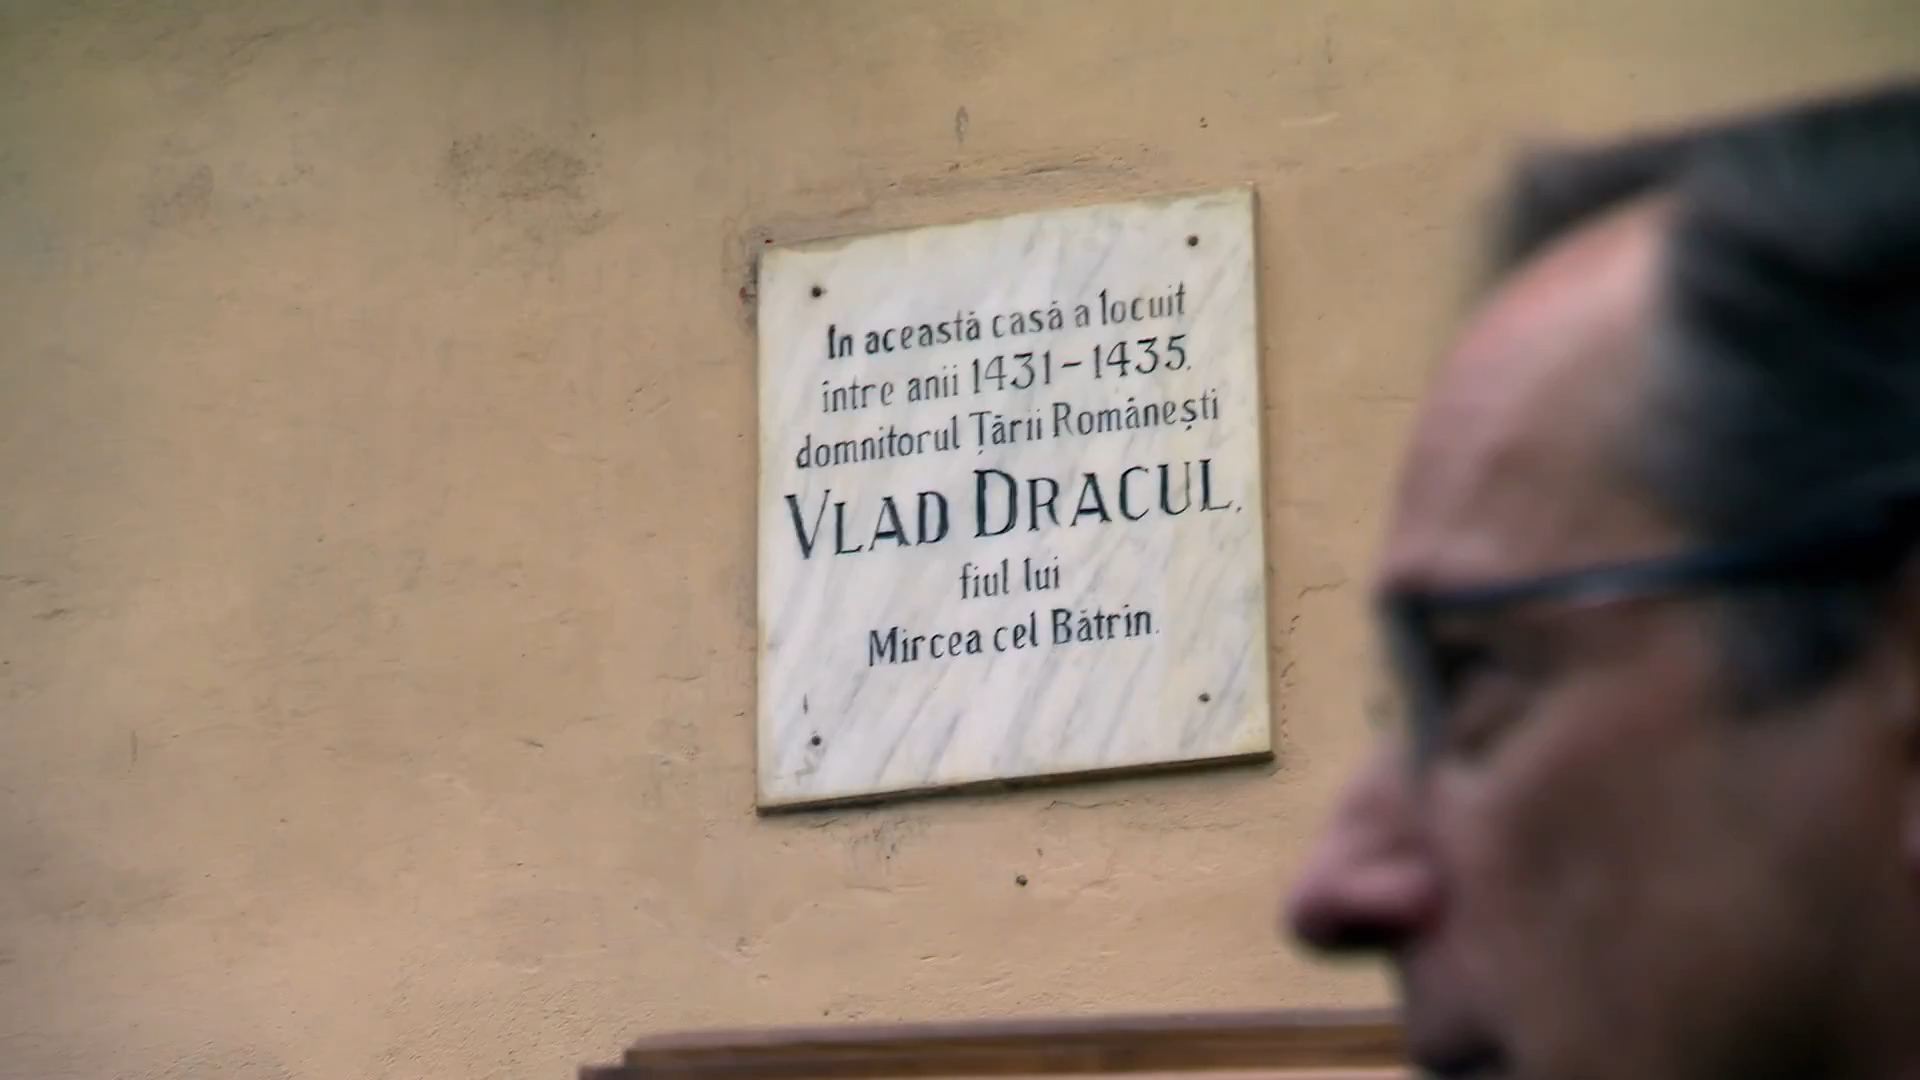 In această casă a locuit
intre anii 1431-1435.
domnitorul Țării Românești
VLAD DRACUL,
fiul lui
Mircea cel Bătrin.